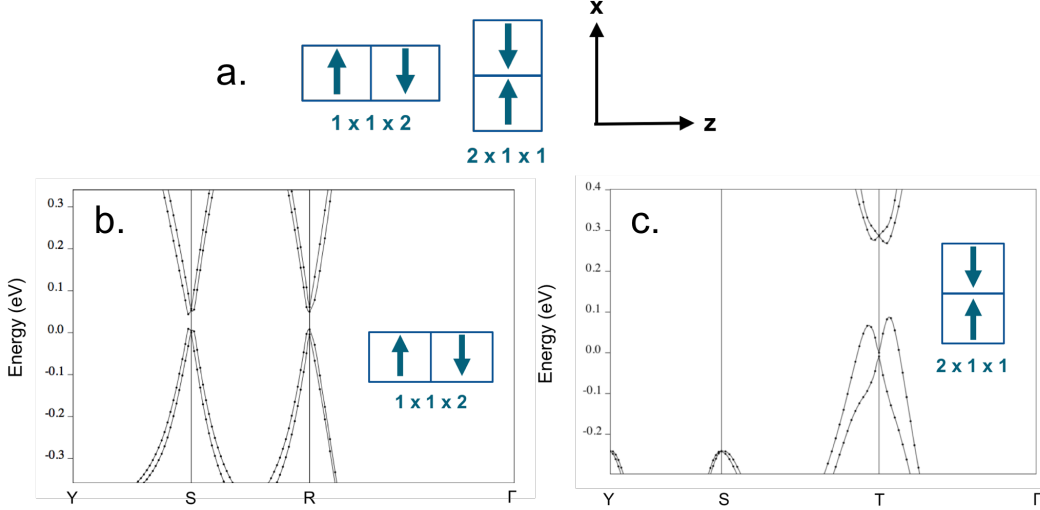 x
a.
1 x 1 x 2
z
2 x 1 x 1
b.
0.3
0.2
0.1
0.0
-0.1
-0.2
-0.3
Energy (eV)
1 x 1 x 2
Y
S
R
Γ
c.
0.4
0.3
0.2
0.1
0.0
-0.1
-0.2
Energy (eV)
2 x 1 x 1
Y
S
T
Γ